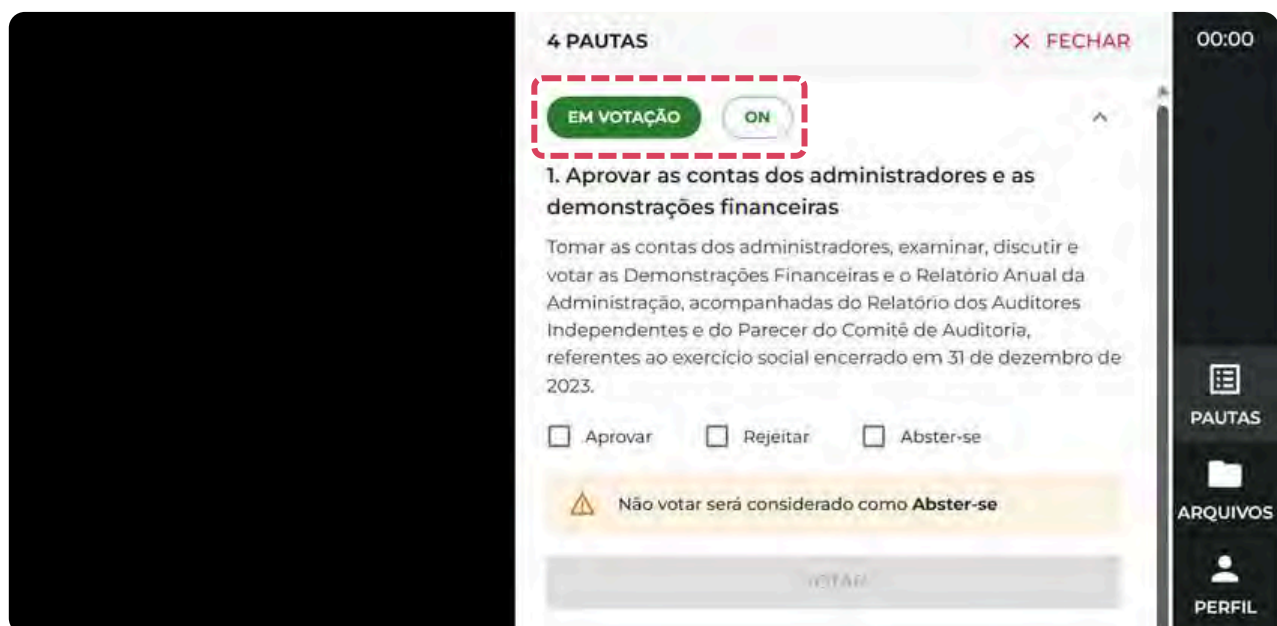 4 PAUTAS
FECHAR
00:00
EM VOTAÇÃO
ON
1. Aprovar as contas dos administradores e as
demonstrações financeiras
Tomar as contas dos administradores, examinar, discutir e
votar as Demonstrações Financeiras e o Relatório Anual da
Administração, acompanhadas do Relatório dos Auditores
Independentes e do Parecer do Comitê de Auditoria,
referentes ao exercício social encerrado em 31 de dezembro de
2023.
Aprovar
Rejeitar
Abster-se
Não votar será considerado como Abster-se
VOTAR
PAUTAS
ARQUIVOS
PERFIL